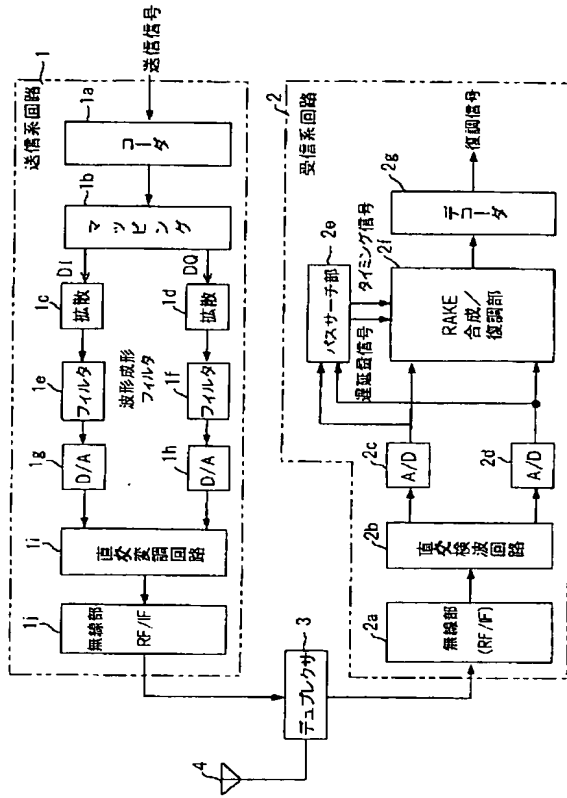 送信系回路
1
送信信号
1a
コーダ
1b
マッピング
DI
DQ
1c
拡散
1d
拡散
1e
フィルタ
波形成形
フィルタ
1f
フィルタ
1g
D/A
1h
D/A
1i
直交変調回路
1j
無線部
RF/IF
デュプレクサ
3
4
受信系回路
2
2a
無線部
(RF/IF)
2b
直交検波回路
2c
A/D
2d
A/D
2e
パスサーチ部
遅延量信号
タイミング信号
2f
RAKE
合成/
復調部
2g
デコーダ
復調信号